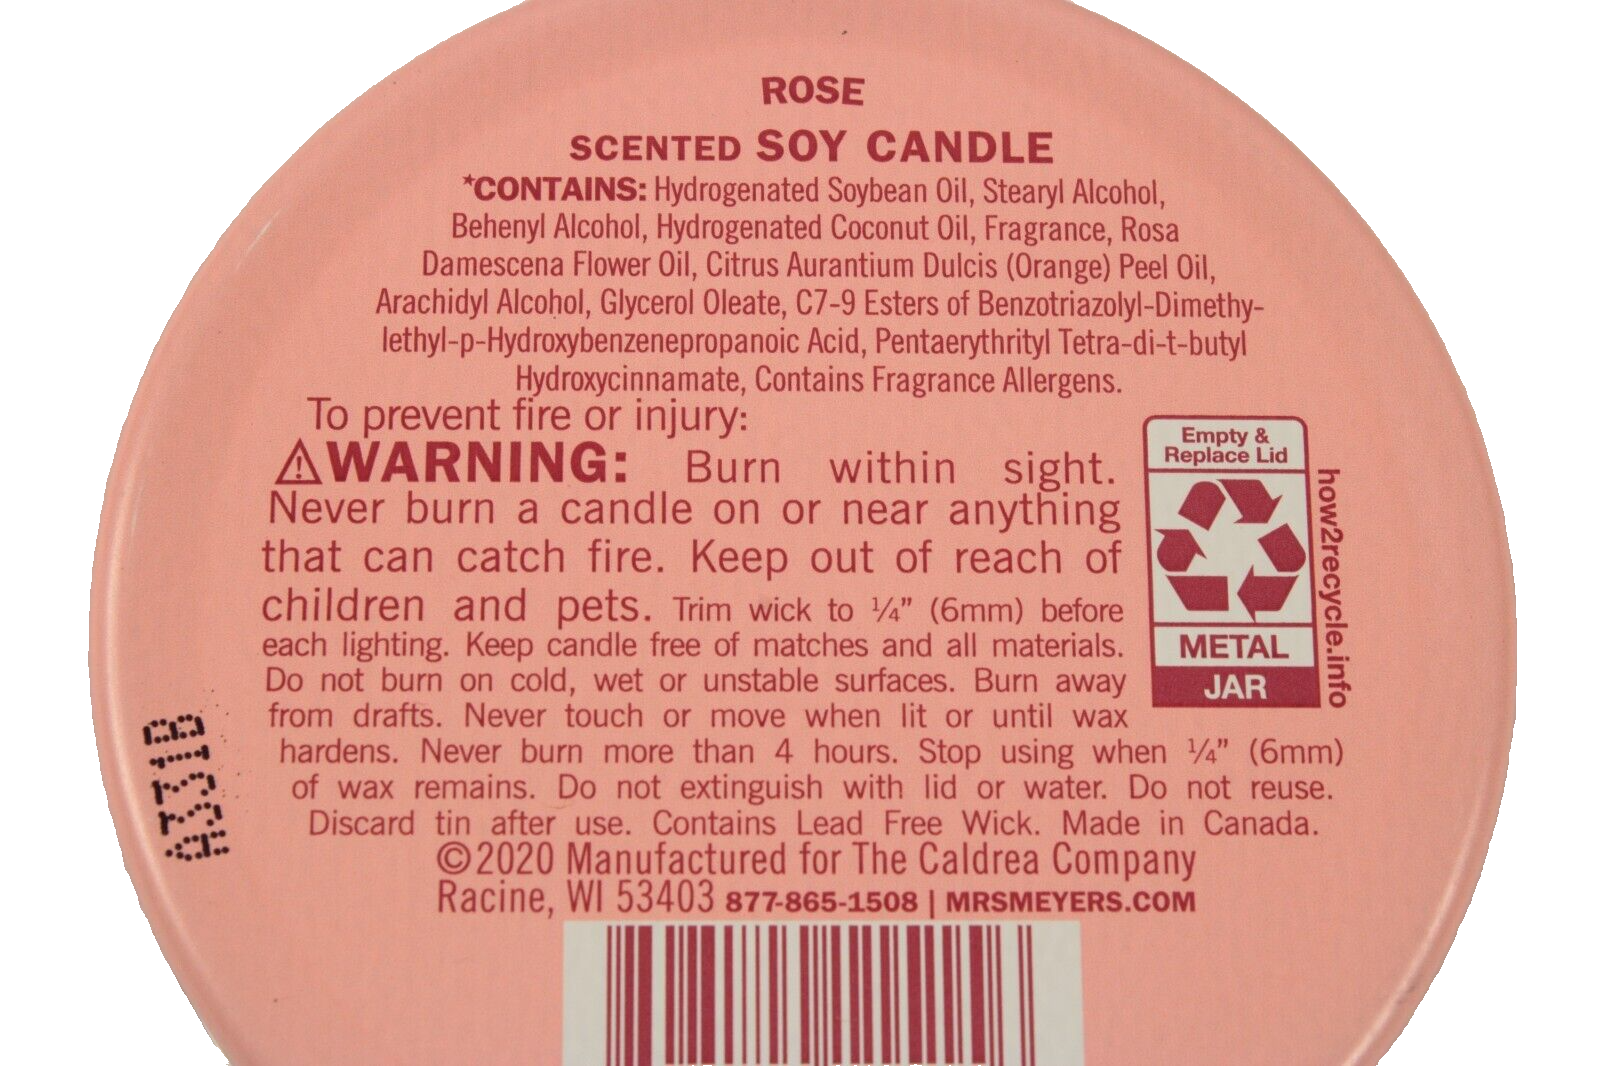 ROSE
SCENTED SOY CANDLE
*CONTAINS: Hydrogenated Soybean Oil, Stearyl Alcohol,
Behenyl Alcohol, Hydrogenated Coconut Oil, Fragrance, Rosa
Damescena Flower Oil, Citrus Aurantium Dulcis (Orange) Peel Oil,
Arachidyl Alcohol, Glycerol Oleate, C7-9 Esters of Benzotriazolyl-Dimethy-
lethyl-p-Hydroxybenzenepropanoic Acid, Pentaerythrityl Tetra-di-t-butyl
Hydroxycinnamate, Contains Fragrance Allergens.
To prevent fire or injury:
⚠WARNING: Burn within sight.
Never burn a candle on or near anything
that can catch fire. Keep out of reach of
children and pets. Trim wick to ¼” (6mm) before
each lighting. Keep candle free of matches and all materials.
Do not burn on cold, wet or unstable surfaces. Burn away
from drafts. Never touch or move when lit or until wax
hardens. Never burn more than 4 hours. Stop using when ¼” (6mm)
of wax remains. Do not extinguish with lid or water. Do not reuse.
Discard tin after use. Contains Lead Free Wick. Made in Canada.
©2020 Manufactured for The Caldrea Company
Racine, WI 53403 877-865-1508 | MRSMEYERS.COM
Empty &
Replace Lid
METAL
JAR
how2recycle.info
A331B